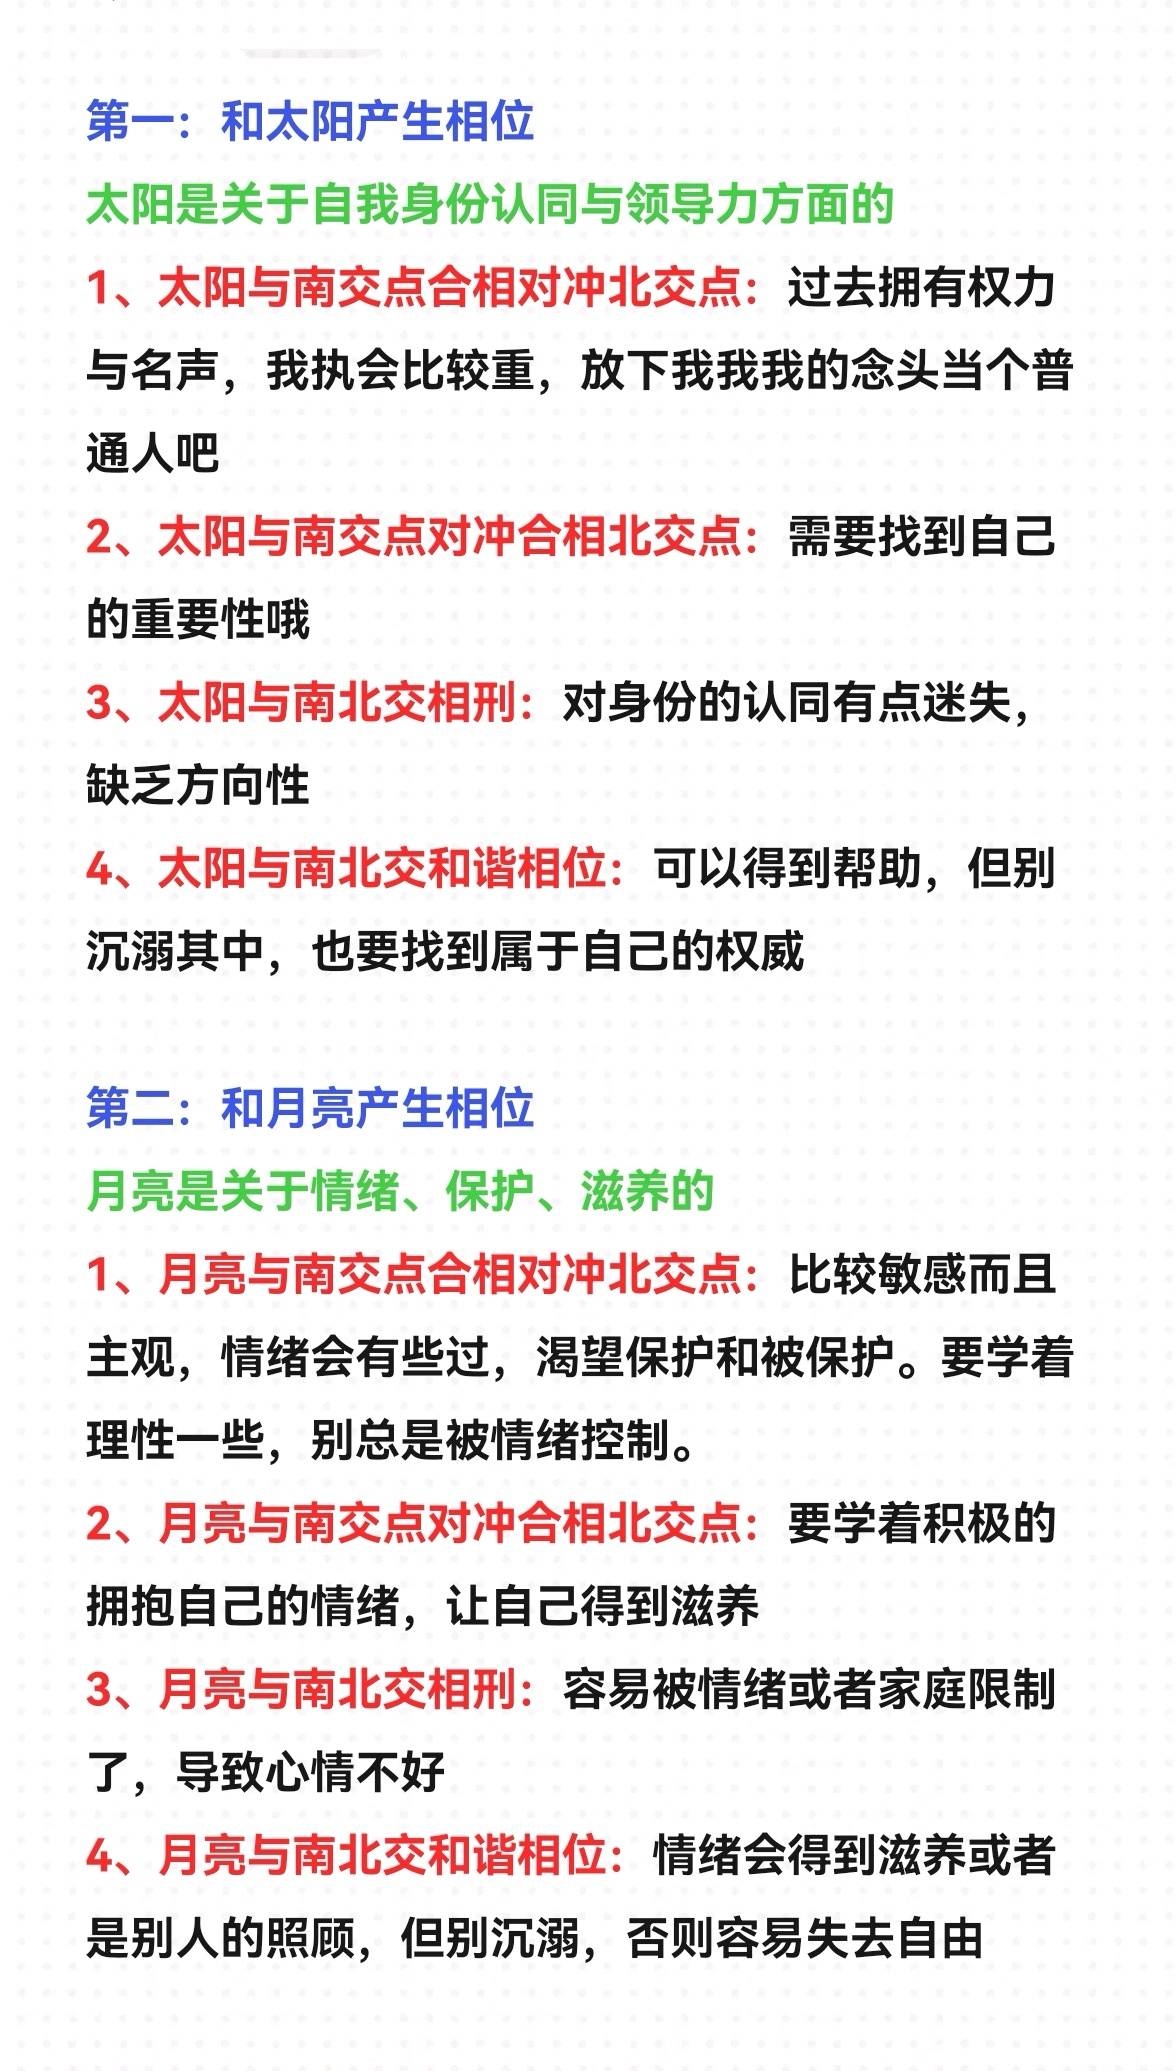 第一：和太阳产生相位
太阳是关于自我身份认同与领导力方面的
1、太阳与南交点合相对冲北交点：过去拥有权力
与名声，我执会比较重，放下我我我的念头当个普
通人吧
2、太阳与南交点对冲合相北交点：需要找到自己
的重要性哦
3、太阳与南北交相刑：对身份的认同有点迷失，
缺乏方向性
4、太阳与南北交和谐相位：可以得到帮助，但别
沉溺其中，也要找到属于自己的权威
第二：和月亮产生相位
月亮是关于情绪、保护、滋养的
1、月亮与南交点合相对冲北交点：比较敏感而且
主观，情绪会有些过，渴望保护和被保护。要学着
理性一些，别总是被情绪控制。
2、月亮与南交点对冲合相北交点：要学着积极的
拥抱自己的情绪，让自己得到滋养
3、月亮与南北交相刑：容易被情绪或者家庭限制
了，导致心情不好
4、月亮与南北交和谐相位：情绪会得到滋养或者
是别人的照顾，但别沉溺，否则容易失去自由